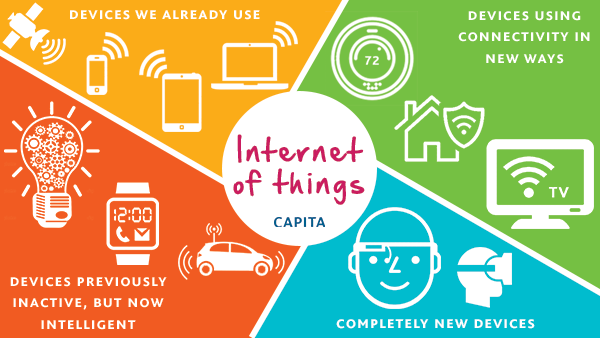 DEVICES WE ALREADY USE
DEVICES USING
CONNECTIVITY IN
NEW WAYS
72
Internet
of things
CAPITA
TV
12:00
DEVICES PREVIOUSLY
INACTIVE, BUT NOW
INTELLIGENT
COMPLETELY NEW DEVICES